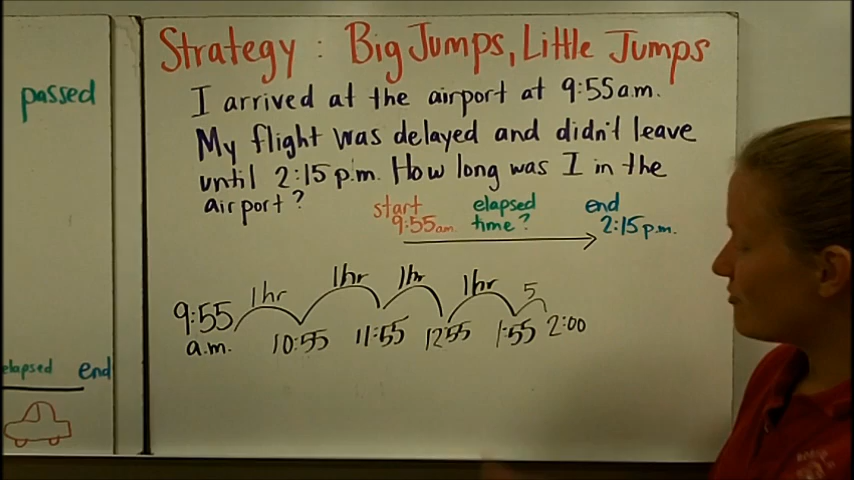 passed
elapsed end
Strategy : Big Jumps, Little Jumps
I arrived at the airport at 9:55 a.m.
My flight was delayed and didn't leave
until 2:15 p.m. How long was I in the
airport?
start elapsed end
9:55 a.m. time? 2:15 p.m.
1hr 1hr 1hr 1hr 5
9:55 a.m. 10:55 11:55 12:55 1:55 2:00